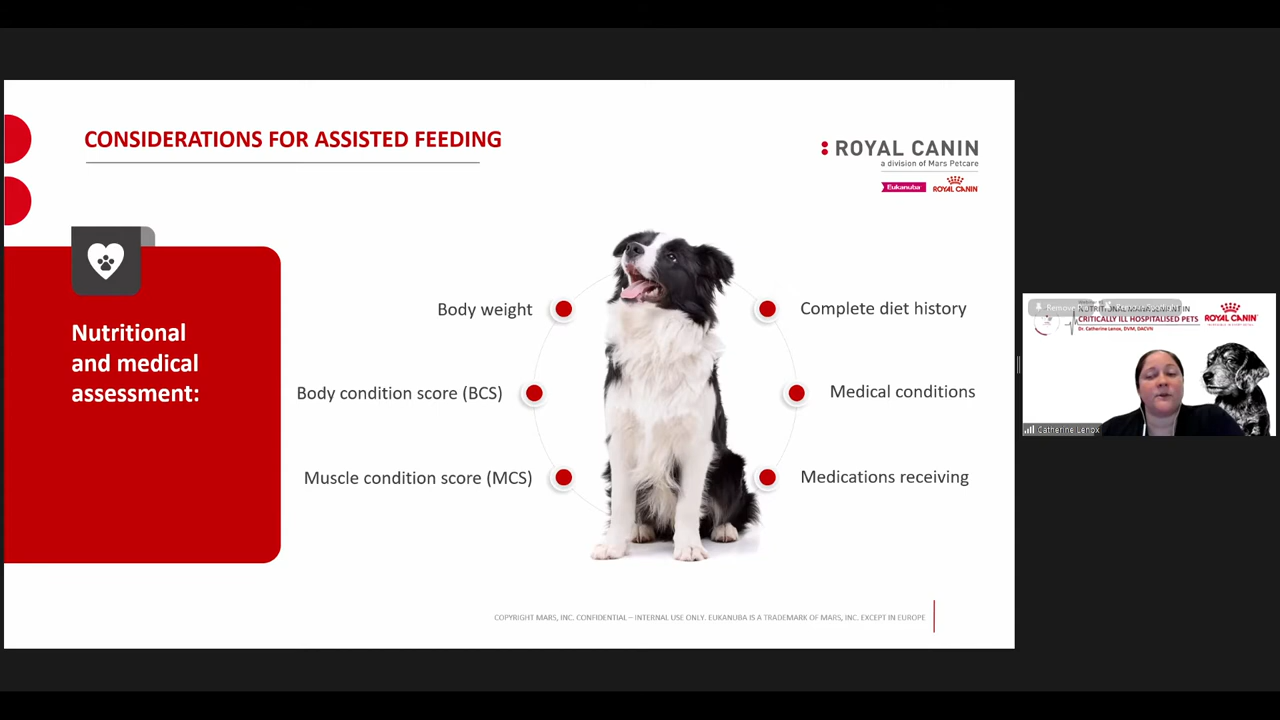 CONSIDERATIONS FOR ASSISTED FEEDING
ROYAL CANIN
a division of Mars Petcare
Eukanuba
ROYAL CANIN
Nutritional
and medical
assessment:
Body weight
Body condition score (BCS)
Muscle condition score (MCS)
Complete diet history
Medical conditions
Medications receiving
COPYRIGHT MARS, INC. CONFIDENTIAL – INTERNAL USE ONLY. EUKANUBA IS A TRADEMARK OF MARS, INC. EXCEPT IN EUROPE
NUTRITIONAL MANAGEMENT IN
CRITICALLY ILL HOSPITALISED PETS
Dr. Catherine Lenox, DVM, DACVN
ROYAL CANIN
Catherine Lenox